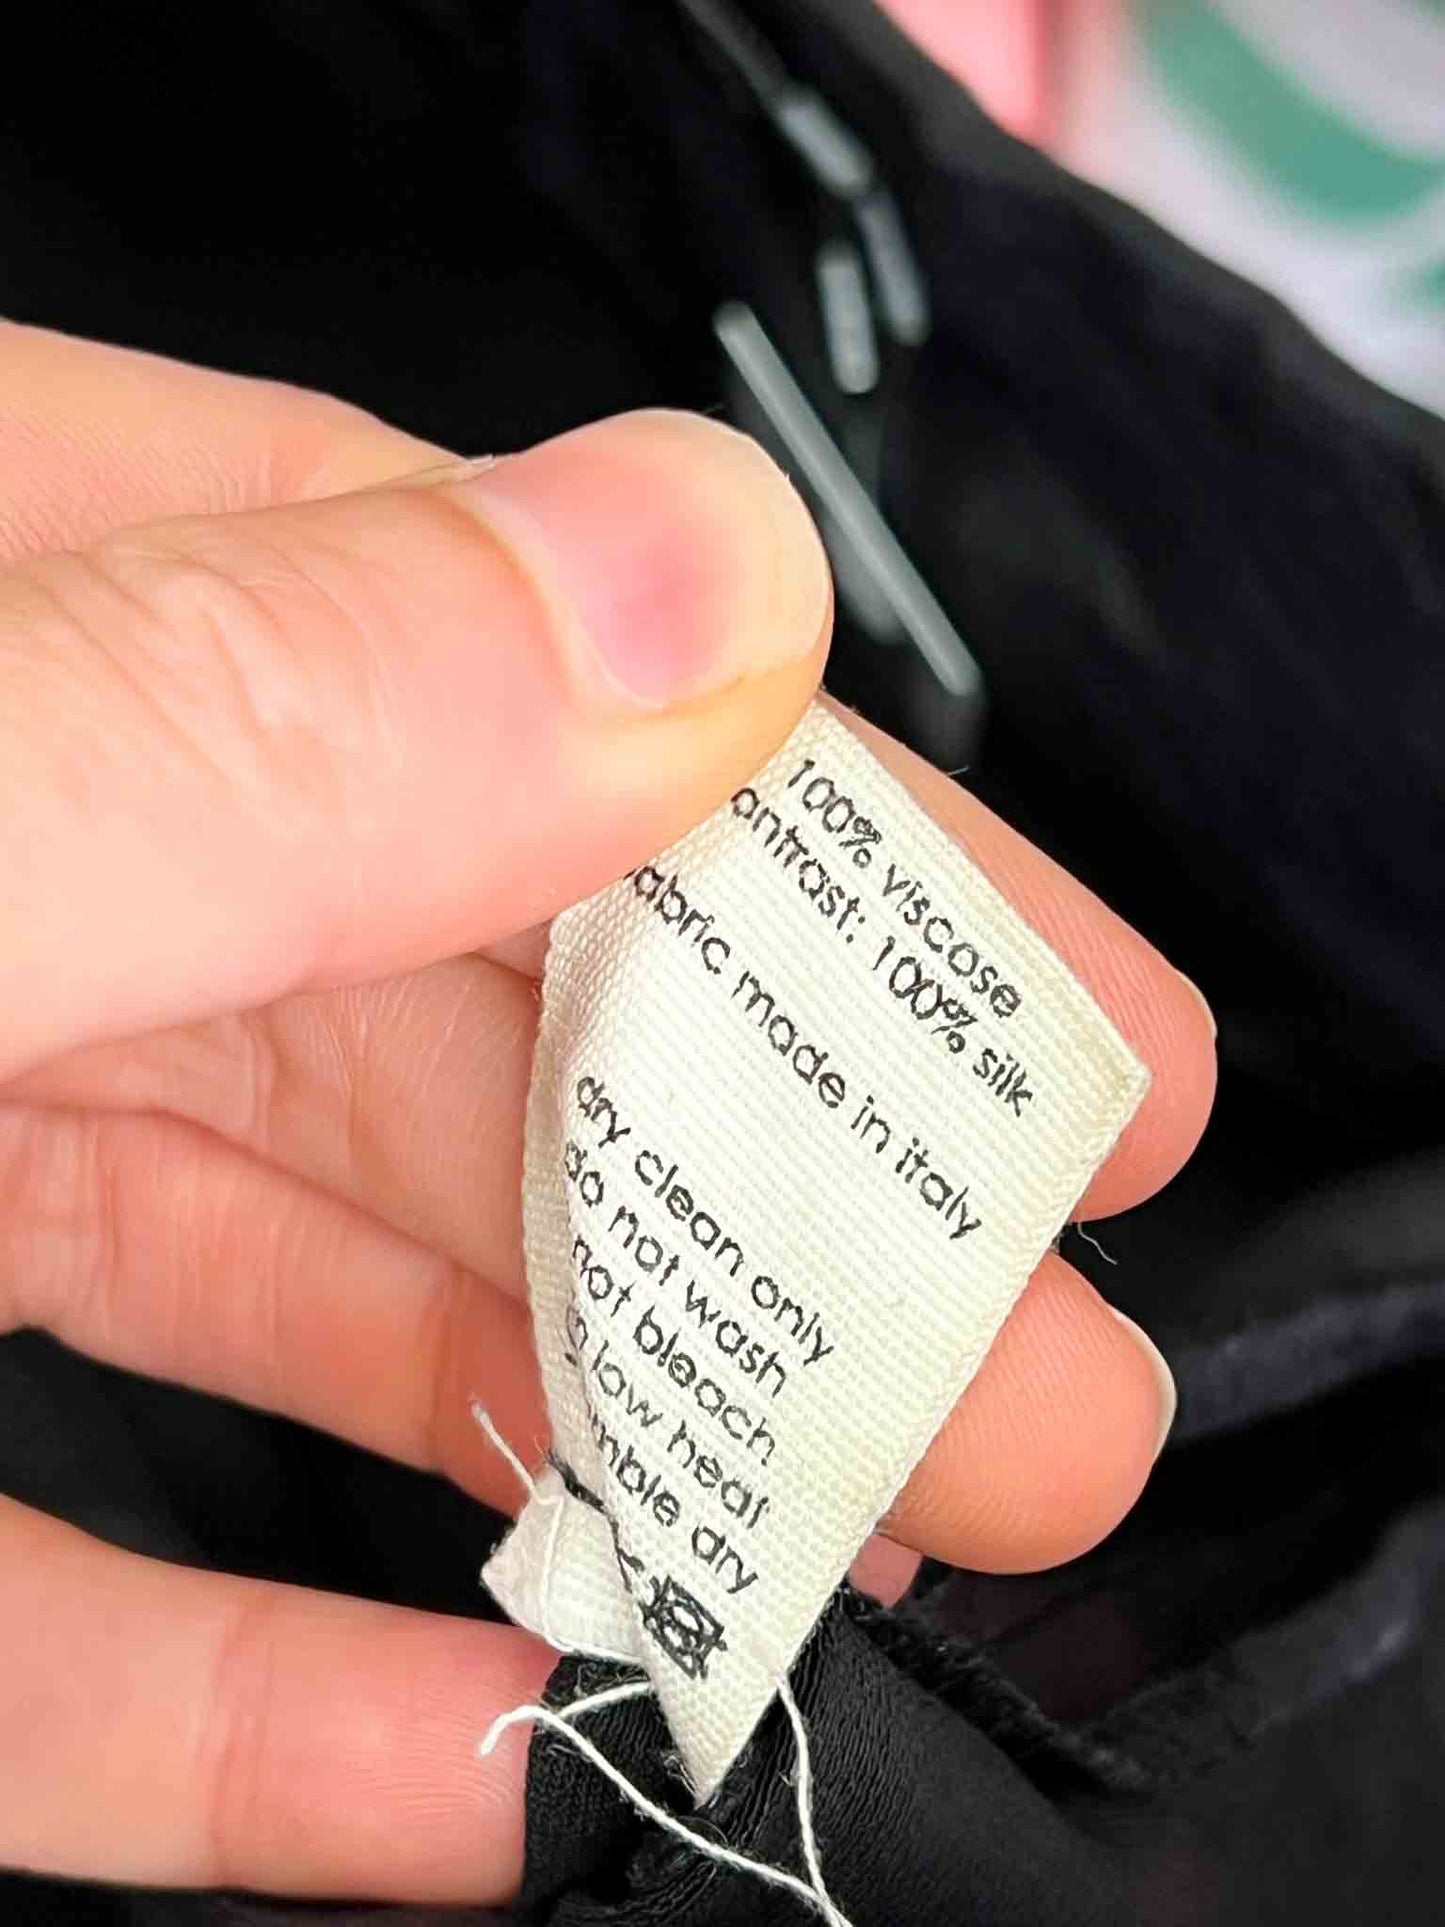 100% viscose
ontrast: 100% silk
abric made in italy
dry clean only
do not wash
not bleach
n low heat
mble dry